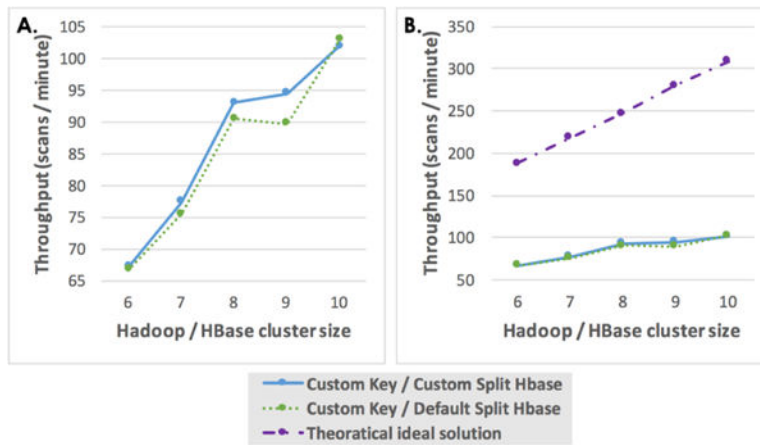 A.
Throughput (scans / minute)
105
100
95
90
85
80
75
70
65
6 7 8 9 10
Hadoop / HBase cluster size
B.
Throughput (scans / minute)
350
300
250
200
150
100
50
6 7 8 9 10
Hadoop / HBase cluster size
Custom Key / Custom Split Hbase
Custom Key / Default Split Hbase
Theoratical ideal solution